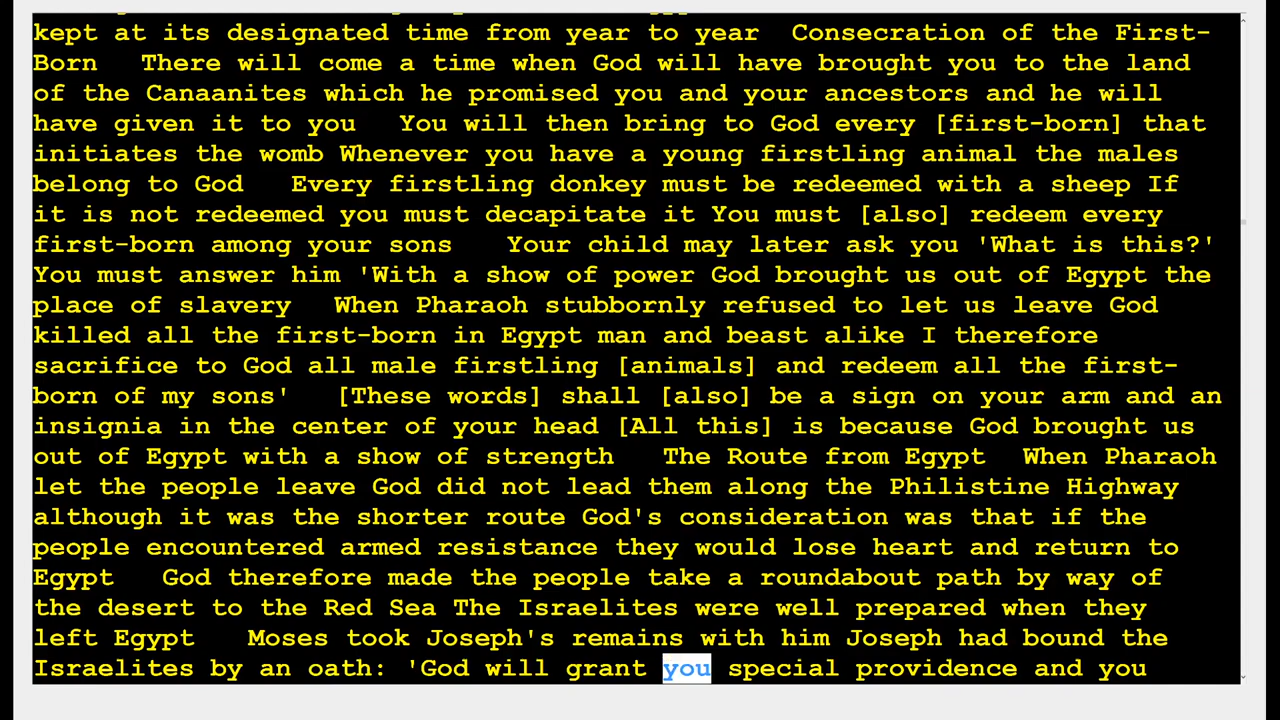 kept at its designated time from year to year  Consecration of the First-
Born   There will come a time when God will have brought you to the land
of the Canaanites which he promised you and your ancestors and he will
have given it to you   You will then bring to God every [first-born] that
initiates the womb Whenever you have a young firstling animal the males
belong to God   Every firstling donkey must be redeemed with a sheep If
it is not redeemed you must decapitate it You must [also] redeem every
first-born among your sons   Your child may later ask you 'What is this?'
You must answer him 'With a show of power God brought us out of Egypt the
place of slavery   When Pharaoh stubbornly refused to let us leave God
killed all the first-born in Egypt man and beast alike I therefore
sacrifice to God all male firstling [animals] and redeem all the first-
born of my sons'   [These words] shall [also] be a sign on your arm and an
insignia in the center of your head [All this] is because God brought us
out of Egypt with a show of strength   The Route from Egypt  When Pharaoh
let the people leave God did not lead them along the Philistine Highway
although it was the shorter route God's consideration was that if the
people encountered armed resistance they would lose heart and return to
Egypt   God therefore made the people take a roundabout path by way of
the desert to the Red Sea The Israelites were well prepared when they
left Egypt   Moses took Joseph's remains with him Joseph had bound the
Israelites by an oath: 'God will grant you special providence and you